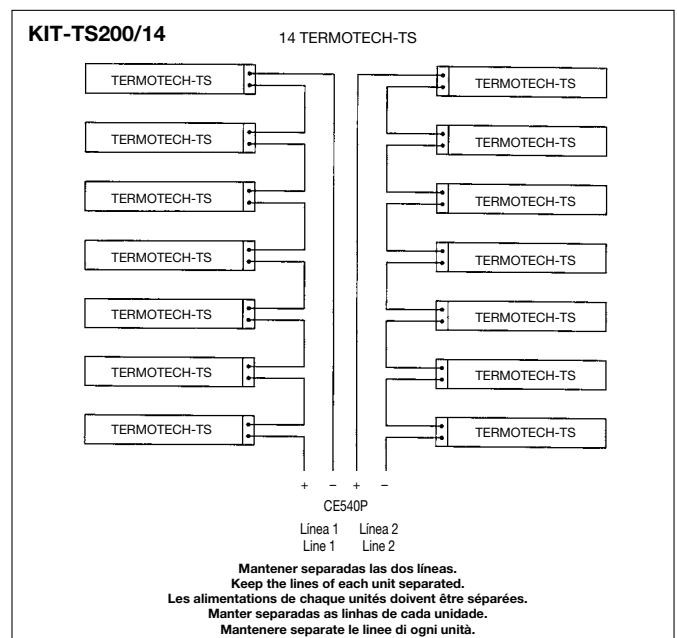 KIT-TS200/14
14 TERMOTECH-TS
TERMOTECH-TS TERMOTECH-TS
TERMOTECH-TS TERMOTECH-TS
TERMOTECH-TS TERMOTECH-TS
TERMOTECH-TS TERMOTECH-TS
TERMOTECH-TS TERMOTECH-TS
TERMOTECH-TS TERMOTECH-TS
TERMOTECH-TS TERMOTECH-TS
+ – + –
CE540P
Línea 1 Línea 2
Line 1 Line 2
Mantener separadas las dos líneas.
Keep the lines of each unit separated.
Les alimentations de chaque unités doivent être séparées.
Manter separadas as linhas de cada unidade.
Mantenere separate le linee di ogni unità.